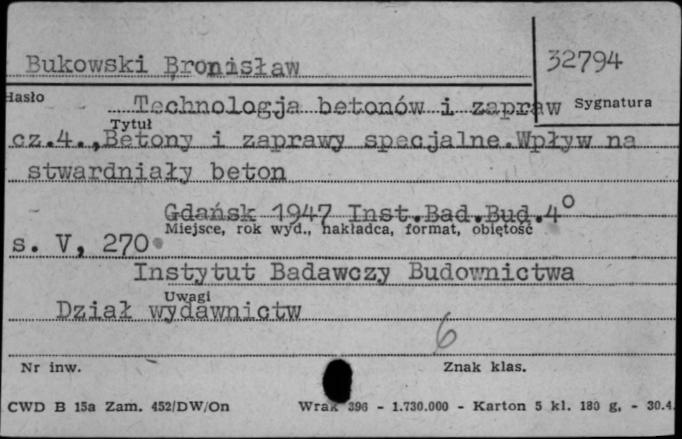 Bukowski Bronisław
32794
Hasło
Sygnatura
Technologja betonów i zapraw
Tytuł
cz.4.,Betony i zaprawy specjalne.Wpływ na
stwardniały beton
Gdańsk 1947 Inst.Bad.Bud.4°
Miejsce, rok wyd., nakładca, format, objętość
s. V, 270
Instytut Badawczy Budownictwa
Uwagi
Dział wydawnictw
6
Nr inw.
Znak klas.
CWD B 15a Zam. 452/DW/On Wrak 396 - 1.730.000 - Karton 5 kl. 180 g, - 30.4